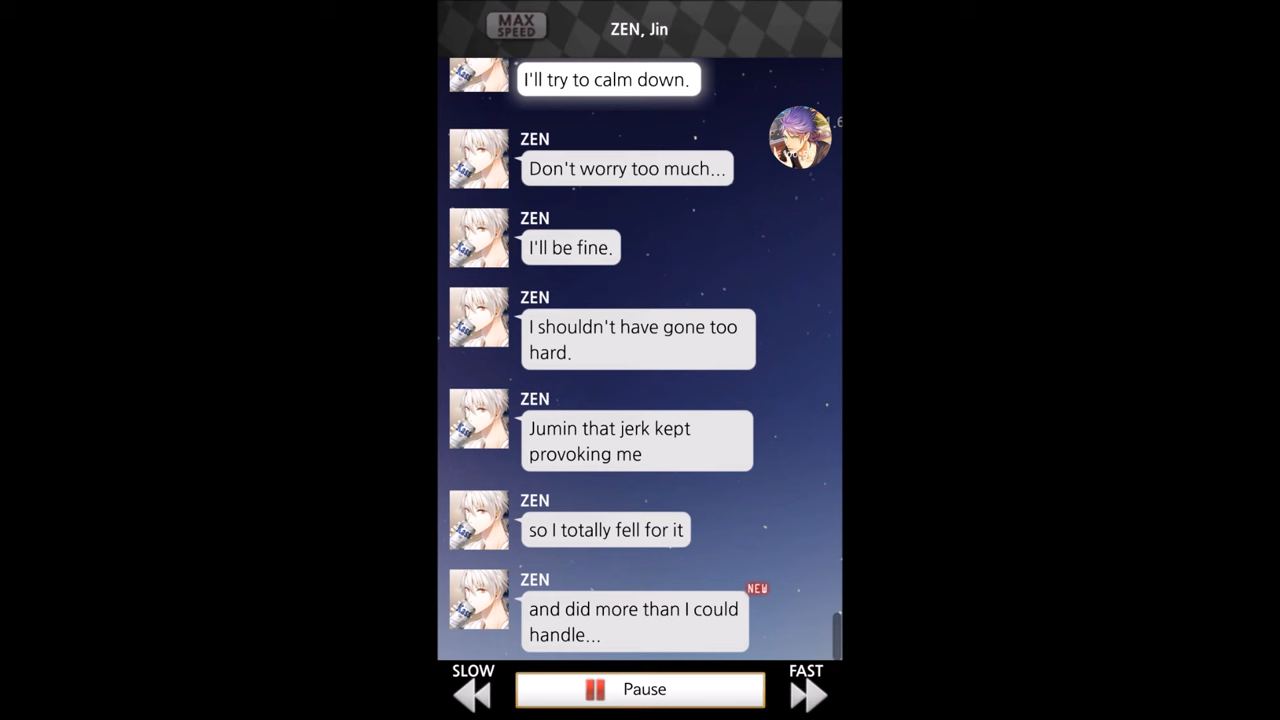 MAX
SPEED
ZEN, Jin
I'll try to calm down.
ZEN
Don't worry too much...
ZEN
I'll be fine.
ZEN
I shouldn't have gone too
hard.
ZEN
Jumin that jerk kept
provoking me
ZEN
so I totally fell for it
ZEN
NEW
and did more than I could
handle...
SLOW
Pause
FAST